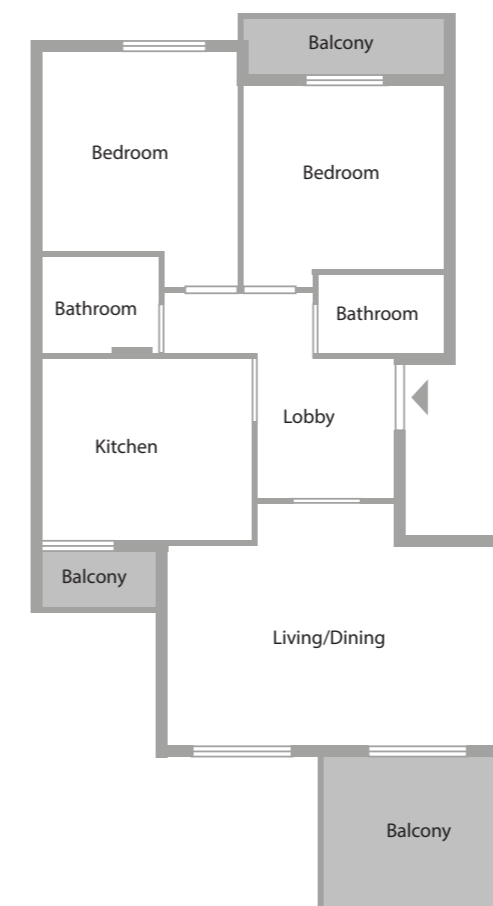 Balcony
Bedroom
Bedroom
Bathroom
Bathroom
Lobby
Kitchen
Balcony
Living/Dining
Balcony